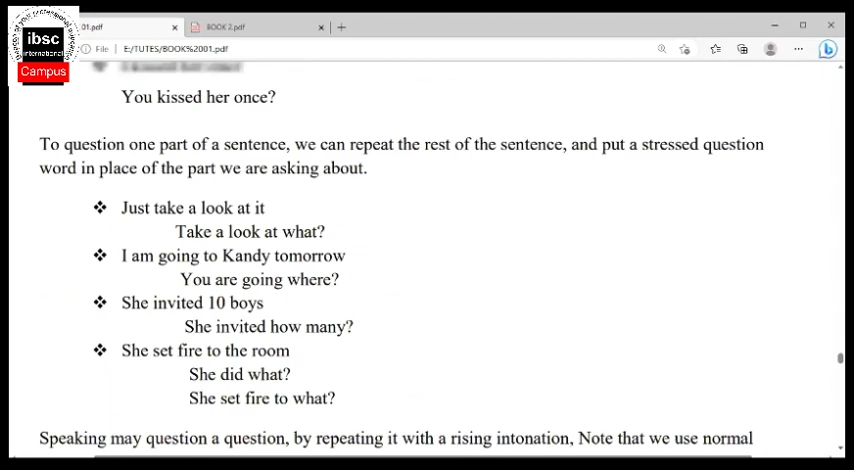 ibsc
international
Campus
01.pdf
BOOK 2.pdf
File
E:/TUTES/BOOK%2001.pdf
You kissed her once?
To question one part of a sentence, we can repeat the rest of the sentence, and put a stressed question
word in place of the part we are asking about.
❖ Just take a look at it
Take a look at what?
❖ I am going to Kandy tomorrow
You are going where?
❖ She invited 10 boys
She invited how many?
❖ She set fire to the room
She did what?
She set fire to what?
Speaking may question a question, by repeating it with a rising intonation, Note that we use normal